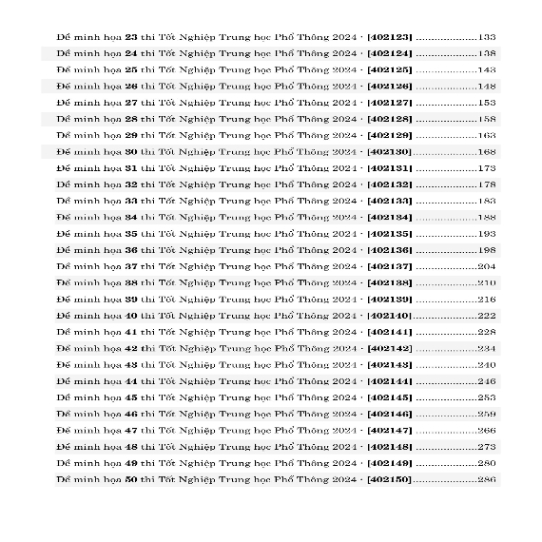 Đề minh họa 23 thi Tốt Nghiệp Trung học Phổ Thông 2024 - [402123] ....................133
Đề minh họa 24 thi Tốt Nghiệp Trung học Phổ Thông 2024 - [402124] ....................138
Đề minh họa 25 thi Tốt Nghiệp Trung học Phổ Thông 2024 - [402125] ....................143
Đề minh họa 26 thi Tốt Nghiệp Trung học Phổ Thông 2024 - [402126] ....................148
Đề minh họa 27 thi Tốt Nghiệp Trung học Phổ Thông 2024 - [402127] ....................153
Đề minh họa 28 thi Tốt Nghiệp Trung học Phổ Thông 2024 - [402128] ....................158
Đề minh họa 29 thi Tốt Nghiệp Trung học Phổ Thông 2024 - [402129] ....................163
Đề minh họa 30 thi Tốt Nghiệp Trung học Phổ Thông 2024 - [402130].....................168
Đề minh họa 31 thi Tốt Nghiệp Trung học Phổ Thông 2024 - [402131] ....................173
Đề minh họa 32 thi Tốt Nghiệp Trung học Phổ Thông 2024 - [402132] ....................178
Đề minh họa 33 thi Tốt Nghiệp Trung học Phổ Thông 2024 - [402133] ....................183
Đề minh họa 34 thi Tốt Nghiệp Trung học Phổ Thông 2024 - [402134] ....................188
Đề minh họa 35 thi Tốt Nghiệp Trung học Phổ Thông 2024 - [402135] ....................193
Đề minh họa 36 thi Tốt Nghiệp Trung học Phổ Thông 2024 - [402136] ....................198
Đề minh họa 37 thi Tốt Nghiệp Trung học Phổ Thông 2024 - [402137] ....................204
Đề minh họa 38 thi Tốt Nghiệp Trung học Phổ Thông 2024 - [402138] ....................210
Đề minh họa 39 thi Tốt Nghiệp Trung học Phổ Thông 2024 - [402139] ....................216
Đề minh họa 40 thi Tốt Nghiệp Trung học Phổ Thông 2024 - [402140].....................222
Đề minh họa 41 thi Tốt Nghiệp Trung học Phổ Thông 2024 - [402141] ....................228
Đề minh họa 42 thi Tốt Nghiệp Trung học Phổ Thông 2024 - [402142] ....................234
Đề minh họa 43 thi Tốt Nghiệp Trung học Phổ Thông 2024 - [402143] ....................240
Đề minh họa 44 thi Tốt Nghiệp Trung học Phổ Thông 2024 - [402144] ....................246
Đề minh họa 45 thi Tốt Nghiệp Trung học Phổ Thông 2024 - [402145] ....................253
Đề minh họa 46 thi Tốt Nghiệp Trung học Phổ Thông 2024 - [402146] ....................259
Đề minh họa 47 thi Tốt Nghiệp Trung học Phổ Thông 2024 - [402147] ....................266
Đề minh họa 48 thi Tốt Nghiệp Trung học Phổ Thông 2024 - [402148] ....................273
Đề minh họa 49 thi Tốt Nghiệp Trung học Phổ Thông 2024 - [402149] ....................280
Đề minh họa 50 thi Tốt Nghiệp Trung học Phổ Thông 2024 - [402150].....................286